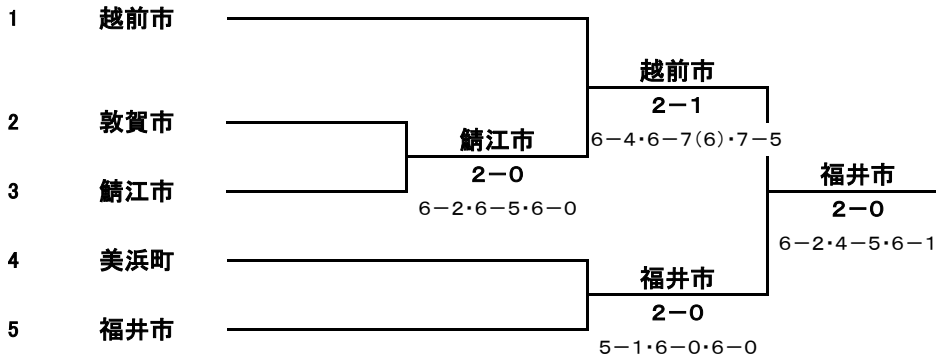 1 越前市
越前市
2-1
2 敦賀市
6-4・6-7(6)・7-5
鯖江市
2-0
福井市
3 鯖江市
2-0
6-2・6-5・6-0
6-2・4-5・6-1
4 美浜町
福井市
2-0
5 福井市
5-1・6-0・6-0